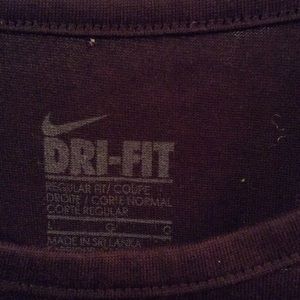 DRI-FIT
REGULAR FIT/ COUPE
DROITE / CORTE NORMAL
CORTE REGULAR
L G G
MADE IN SRI LANKA